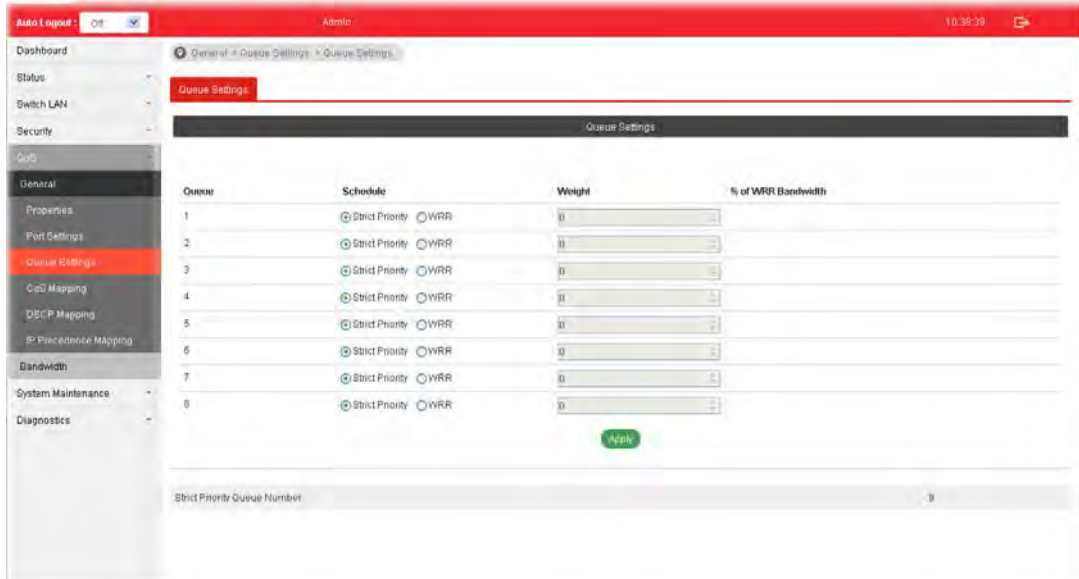 Auto Logout : Off Admin 10:38:39
Dashboard
Status
Switch LAN
Security
QoS
General
Properties
Port Settings
Queue Settings
CoS Mapping
DSCP Mapping
IP Precedence Mapping
Bandwidth
System Maintenance
Diagnostics
General > Queue Settings > Queue Settings
Queue Settings
Queue Settings
Queue Schedule Weight % of WRR Bandwidth
1 Strict Priority WRR 0
2 Strict Priority WRR 0
3 Strict Priority WRR 0
4 Strict Priority WRR 0
5 Strict Priority WRR 0
6 Strict Priority WRR 0
7 Strict Priority WRR 0
8 Strict Priority WRR 0
Apply
Strict Priority Queue Number 8